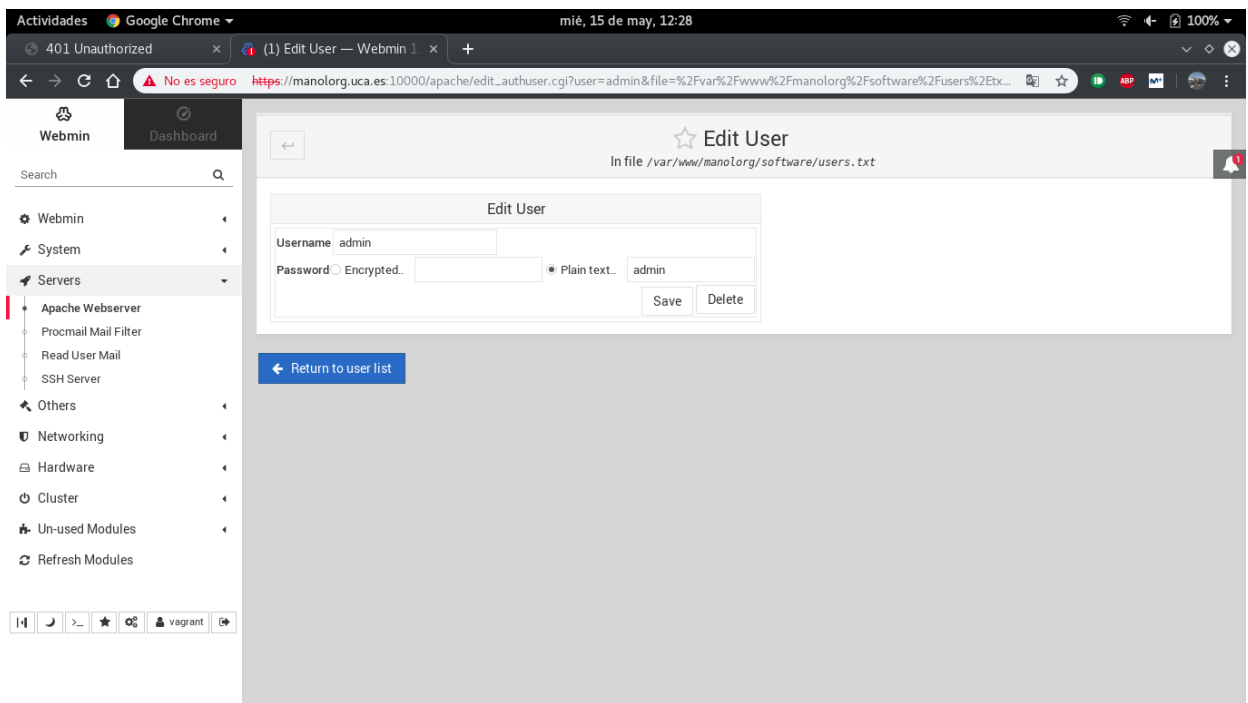 Actividades Google Chrome mié, 15 de may, 12:28 100%
401 Unauthorized × (1) Edit User — Webmin 1 × +
No es seguro https://manolorg.uca.es:10000/apache/edit_authuser.cgi?user=admin&file=%2Fvar%2Fwww%2Fmanolorg%2Fsoftware%2Fusers%2Etx... ABP M+
Webmin Dashboard
Search
Webmin
System
Servers
Apache Webserver
Procmail Mail Filter
Read User Mail
SSH Server
Others
Networking
Hardware
Cluster
Un-used Modules
Refresh Modules
vagrant
Edit User
In file /var/www/manolorg/software/users.txt
1
Edit User
Username admin
Password Encrypted.. Plain text.. admin
Save Delete
Return to user list